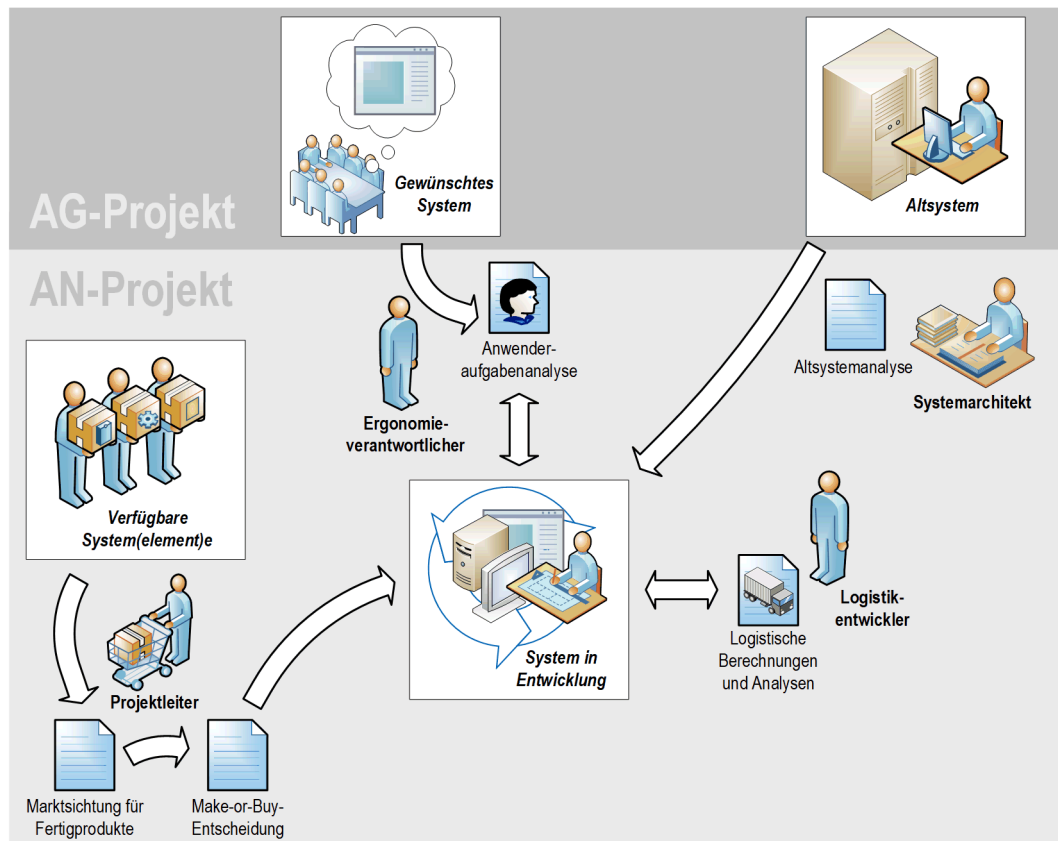 Gewünschtes
System
Altsystem
AG-Projekt
AN-Projekt
Anwender-
aufgabenanalyse
Altsystemanalyse
Systemarchitekt
Ergonomie-
verantwortlicher
Verfügbare
System(element)e
Logistik-
entwickler
System in
Entwicklung
Logistische
Berechnungen
und Analysen
Projektleiter
Marktsichtung für
Fertigprodukte
Make-or-Buy-
Entscheidung